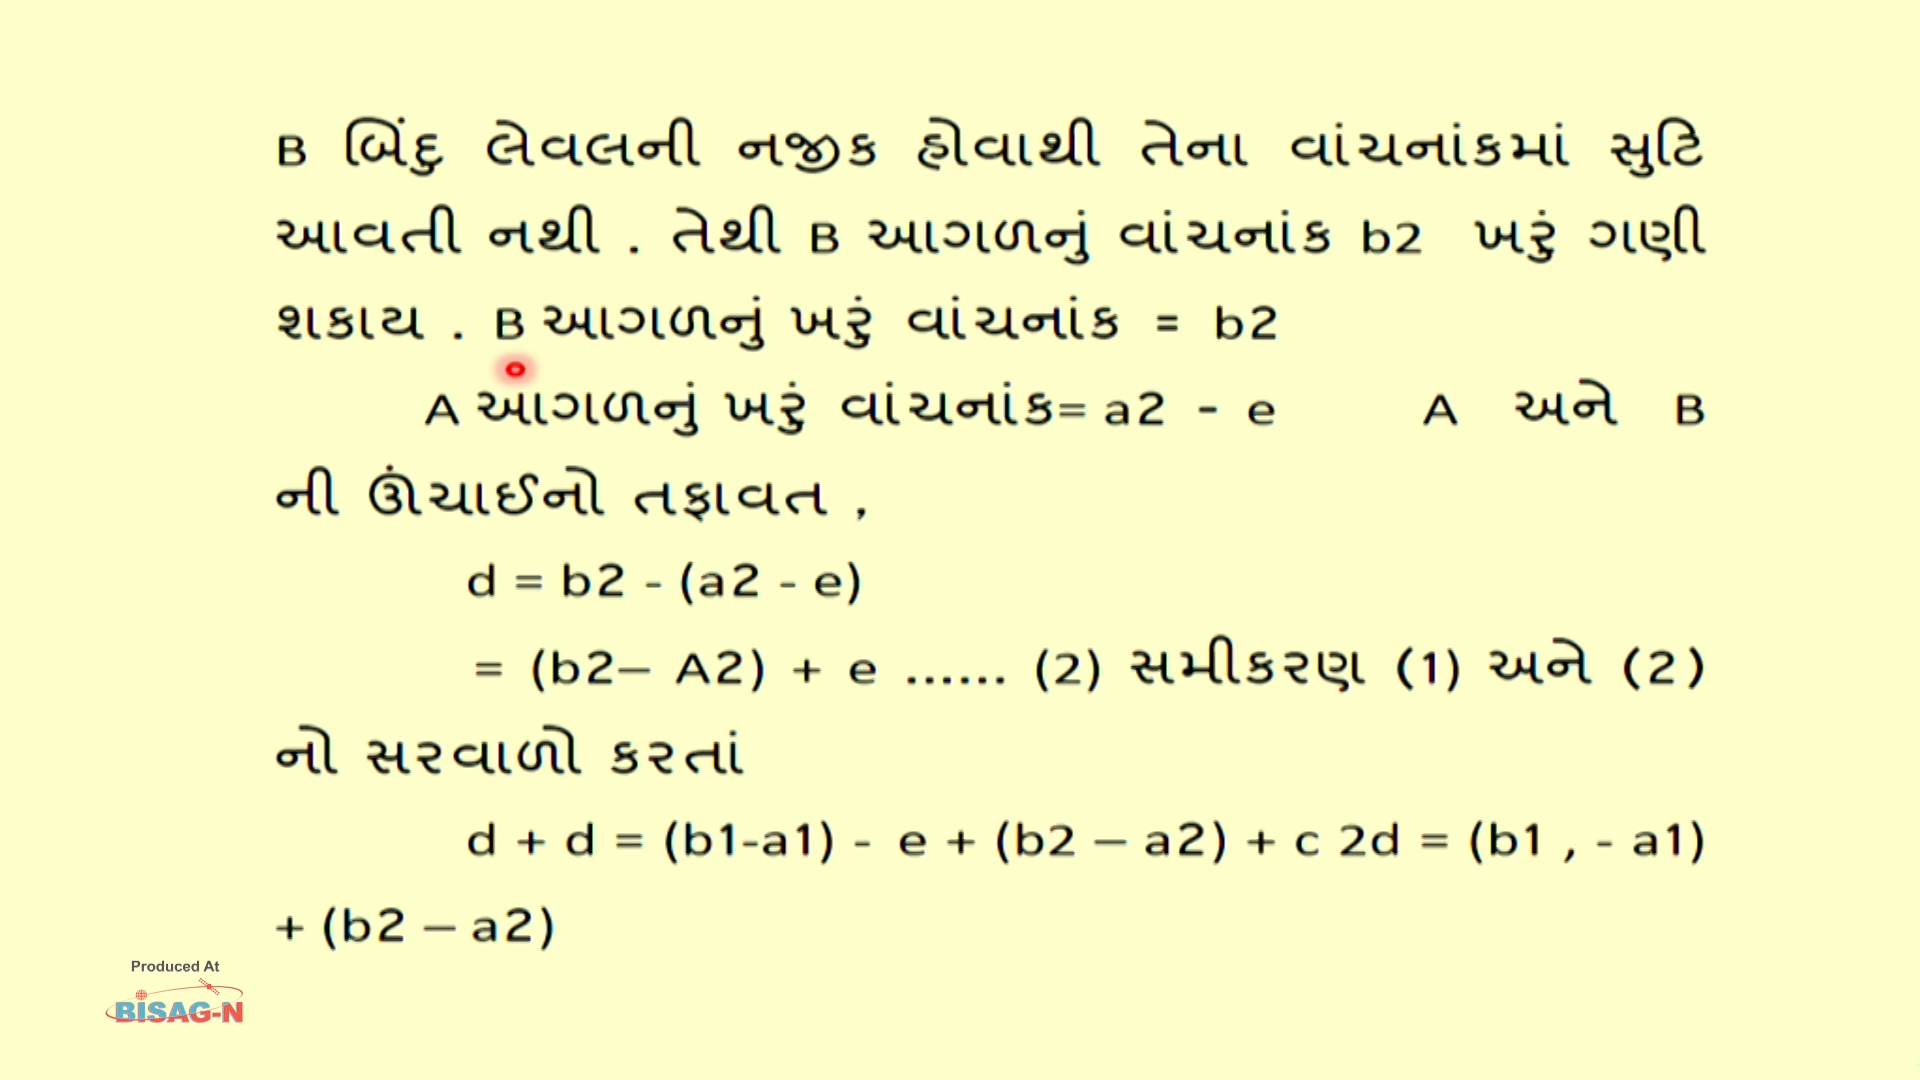 B બિંદુ લેવલની નજીક હોવાથી તેના વાંચનાંકમાં સુટિ
આવતી નથી . તેથી B આગળનું વાંચનાંક b2 ખરું ગણી
શકાય . B આગળનું ખરું વાંચનાંક = b2
A આગળનું ખરું વાંચનાંક= a2 - e A અને B
ની ઊંચાઈનો તફાવત ,
d = b2 - (a2 - e)
= (b2– A2) + e ...... (2) સમીકરણ (1) અને (2)
નો સરવાળો કરતાં
d + d = (b1-a1) - e + (b2 – a2) + c 2d = (b1 , - a1)
+ (b2 – a2)
Produced At
BISAG-N